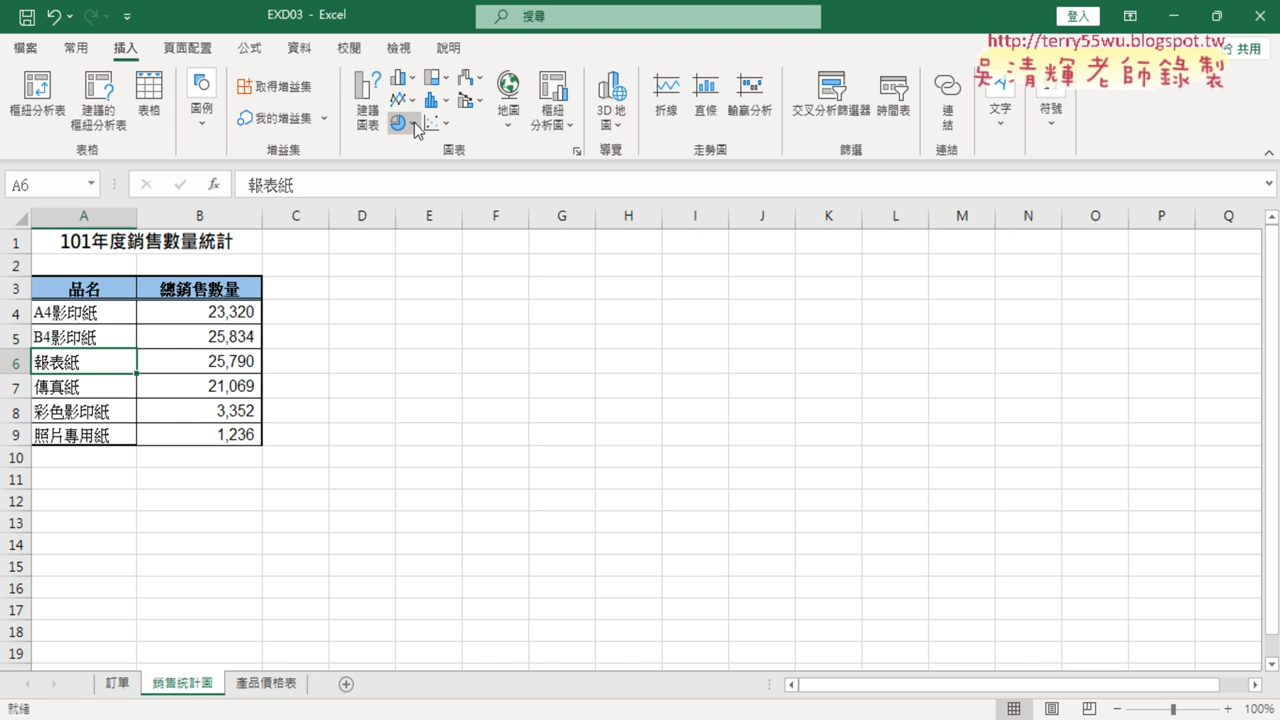 EXD03 - Excel
搜尋
登入
http://terry55wu.blogspot.tw
檔案 常用 插入 頁面配置 公式 資料 校閱 檢視 說明
共用
吳清輝老師錄製
樞紐分析表 建議的樞紐分析表 表格 圖例 取得增益集 我的增益集 建議圖表 地圖 樞紐分析圖 3D 地圖 折線 直條 輸贏分析 交叉分析篩選器 時間表 連結 文字 符號
表格 增益集 圖表 導覽 走勢圖 篩選 連結
A6 fx 報表紙
A B C D E F G H I J K L M N O P Q
1 101年度銷售數量統計
2
3 品名 總銷售數量
4 A4影印紙 23,320
5 B4影印紙 25,834
6 報表紙 25,790
7 傳真紙 21,069
8 彩色影印紙 3,352
9 照片專用紙 1,236
10
11
12
13
14
15
16
17
18
19
訂單 銷售統計圖 產品價格表
就緒 100%